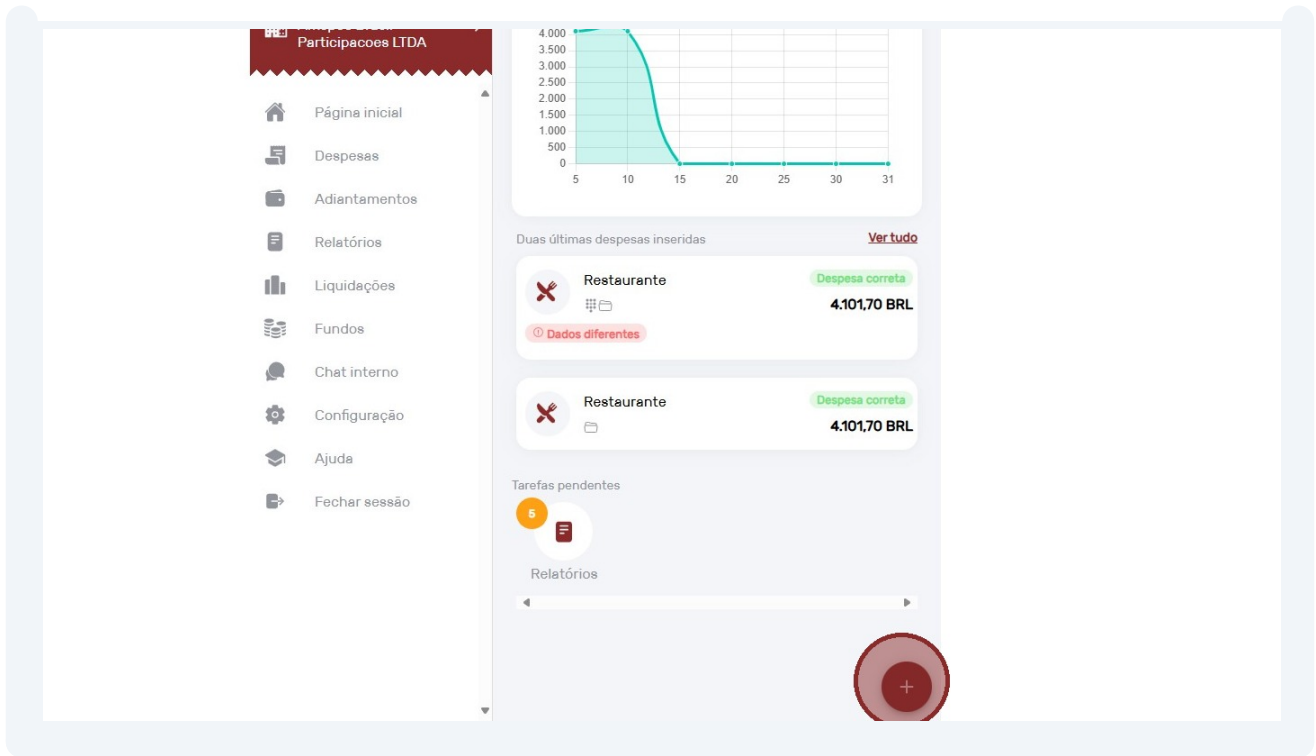 Participacoes LTDA
Página inicial
Despesas
Adiantamentos
Relatórios
Liquidações
Fundos
Chat interno
Configuração
Ajuda
Fechar sessão
4.000
3.500
3.000
2.500
2.000
1.500
1.000
500
0
5 10 15 20 25 30 31
Duas últimas despesas inseridas Ver tudo
Restaurante Despesa correta
4.101,70 BRL
Dados diferentes
Restaurante Despesa correta
4.101,70 BRL
Tarefas pendentes
5
Relatórios